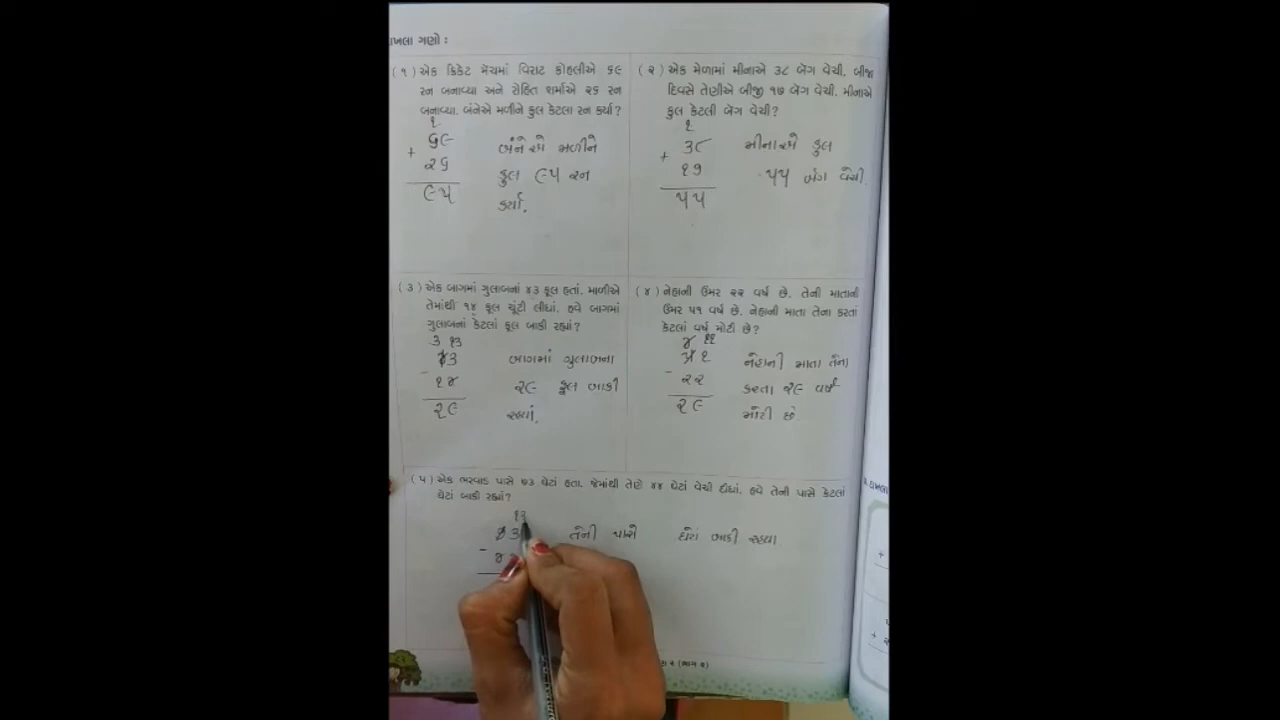 દાખલા ગણો :
(૧) એક ક્રિકેટ મેચમાં વિરાટ કોહલીએ ૬૯
રન બનાવ્યા અને રોહિત શર્માએ ૨૬ રન
બનાવ્યા. બંનેએ મળીને કુલ કેટલા રન કર્યા?
૧
૬૯
+ ૨૬
૯૫
બંનેએ મળીને
કુલ ૯૫ રન
કર્યા.
(૨) એક મેળામાં મીનાએ ૩૮ બૅગ વેચી. બીજા
દિવસે તેણીએ બીજી ૧૭ બૅગ વેચી. મીનાએ
કુલ કેટલી બૅગ વેચી?
૧
૩૮
+ ૧૭
૫૫
મીનાએ કુલ
૫૫ બૅગ વેચી.
(૩) એક બાગમાં ગુલાબનાં ૪૩ ફૂલ હતાં. માળીએ
તેમાંથી ૧૪ ફૂલ ચૂંટી લીધાં. હવે બાગમાં
ગુલાબનાં કેટલાં ફૂલ બાકી રહ્યાં?
૩ ૧૩
૪૩
- ૧૪
૨૯
બાગમાં ગુલાબના
૨૯ ફૂલ બાકી
રહ્યાં.
(૪) નેહાની ઉંમર ૨૨ વર્ષ છે. તેની માતાની
ઉંમર ૫૧ વર્ષ છે. નેહાની માતા તેના કરતાં
કેટલાં વર્ષ મોટી છે?
૪ ૧૧
૫૧
- ૨૨
૨૯
નેહાની માતા તેના
કરતા ૨૯ વર્ષ
મોટી છે
(૫) એક ભરવાડ પાસે ૭૩ ઘેટાં હતા. જેમાંથી તેણે ૪૪ ઘેટાં વેચી દીધાં. હવે તેની પાસે કેટલાં
ઘેટાં બાકી રહ્યાં?
૧૩
૭૩
- ૪
તેની પાસે ઘેટાં બાકી રહ્યા.